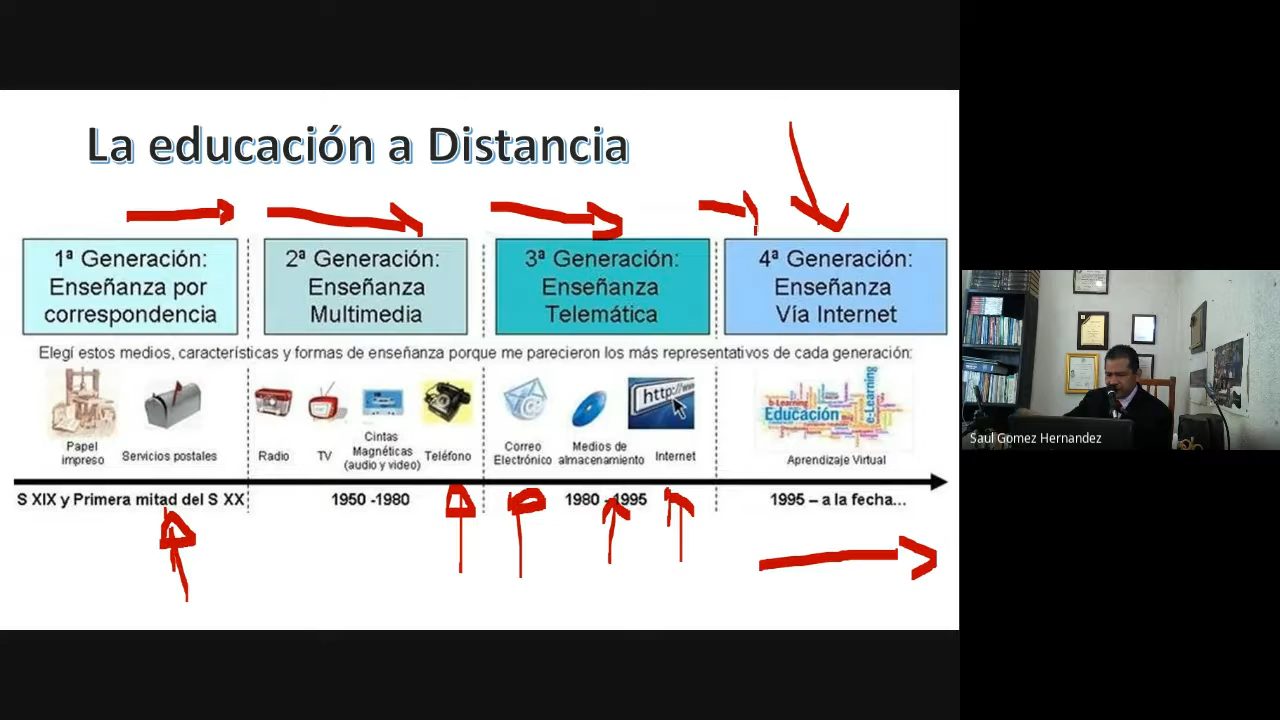 La educación a Distancia
1ª Generación:
Enseñanza por
correspondencia
2ª Generación:
Enseñanza
Multimedia
3ª Generación:
Enseñanza
Telemática
4ª Generación:
Enseñanza
Vía Internet
Elegí estos medios, características y formas de enseñanza porque me parecieron los más representativos de cada generación:
Papel
impreso
Servicios postales
Radio
TV
Cintas
Magnéticas
(audio y video)
Teléfono
Correo
Electrónico
Medios de
almacenamiento
http://ww
Internet
b-Learning
Educación
e-Learning
Aprendizaje Virtual
S XIX y Primera mitad del S XX
1950 -1980
1980 -1995
1995 – a la fecha...
Saul Gomez Hernandez